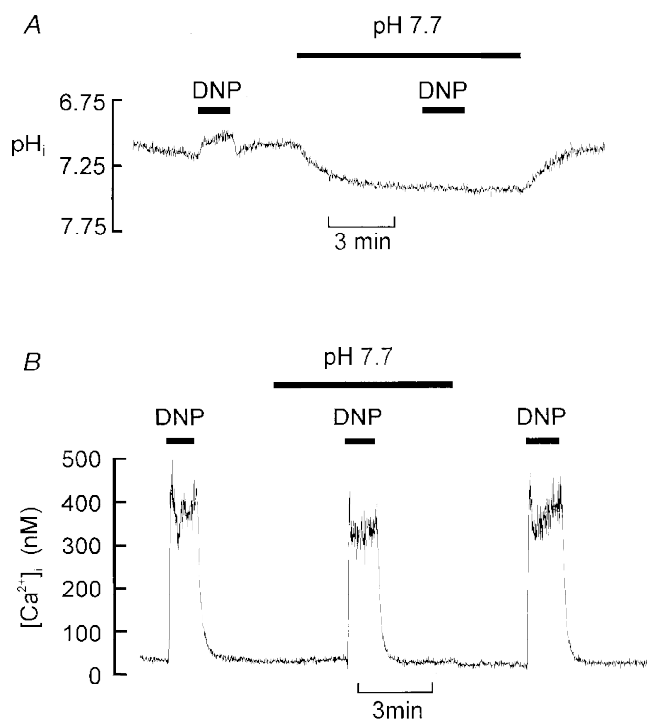 A
pH 7.7
DNP DNP
6.75
pHi
7.25
7.75
3 min
B
pH 7.7
DNP DNP DNP
500
400
300
200
100
0
[Ca²⁺]i (nM)
3min